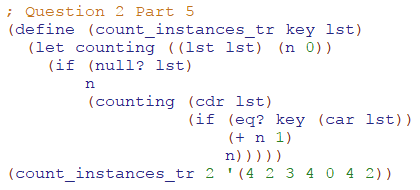 ; Question 2 Part 5
(define (count_instances_tr key lst)
  (let counting ((lst lst) (n 0))
    (if (null? lst)
        n
        (counting (cdr lst)
                  (if (eq? key (car lst))
                      (+ n 1)
                      n)))))
(count_instances_tr 2 '(4 2 3 4 0 4 2))